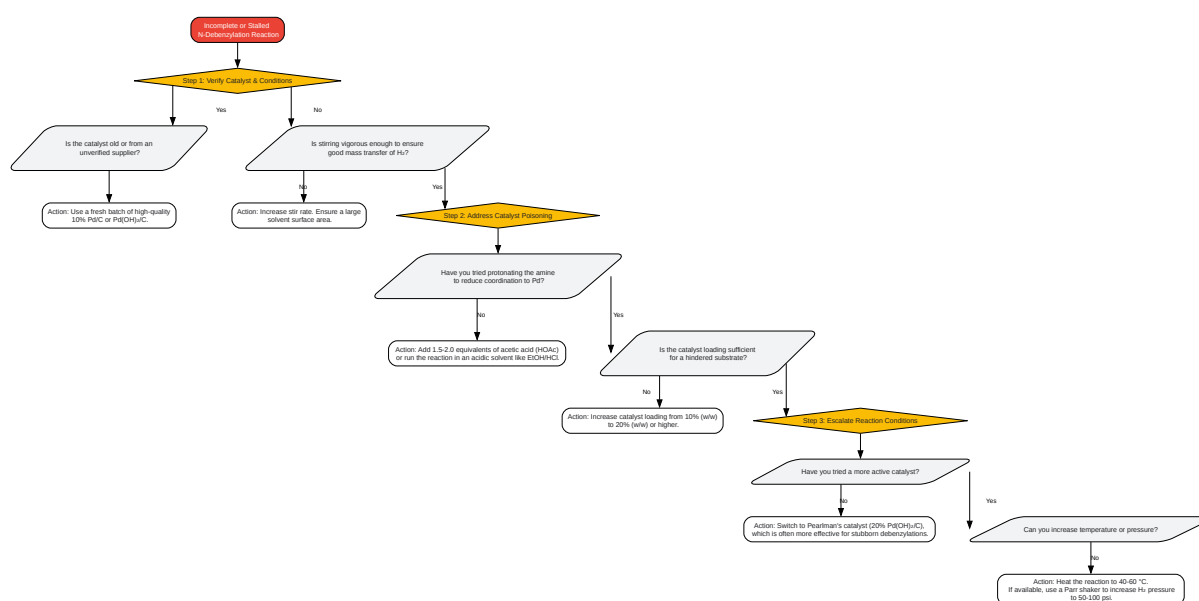 Incomplete or Stalled
N-Debenzylation Reaction
Step 1: Verify Catalyst & Conditions
Yes
No
Is the catalyst old or from an
unverified supplier?
Is stirring vigorous enough to ensure
good mass transfer of H₂?
No
Yes
Action: Use a fresh batch of high-quality
10% Pd/C or Pd(OH)₂/C.
Action: Increase stir rate. Ensure a large
solvent surface area.
Step 2: Address Catalyst Poisoning
Have you tried protonating the amine
to reduce coordination to Pd?
No
Yes
Action: Add 1.5-2.0 equivalents of acetic acid (HOAc)
or run the reaction in an acidic solvent like EtOH/HCl.
Is the catalyst loading sufficient
for a hindered substrate?
No
Yes
Action: Increase catalyst loading from 10% (w/w)
to 20% (w/w) or higher.
Step 3: Escalate Reaction Conditions
Have you tried a more active catalyst?
No
Yes
Action: Switch to Pearlman's catalyst (20% Pd(OH)₂/C),
which is often more effective for stubborn debenzylations.
Can you increase temperature or pressure?
No
Action: Heat the reaction to 40-60 °C.
If available, use a Parr shaker to increase H₂ pressure
to 50-100 psi.